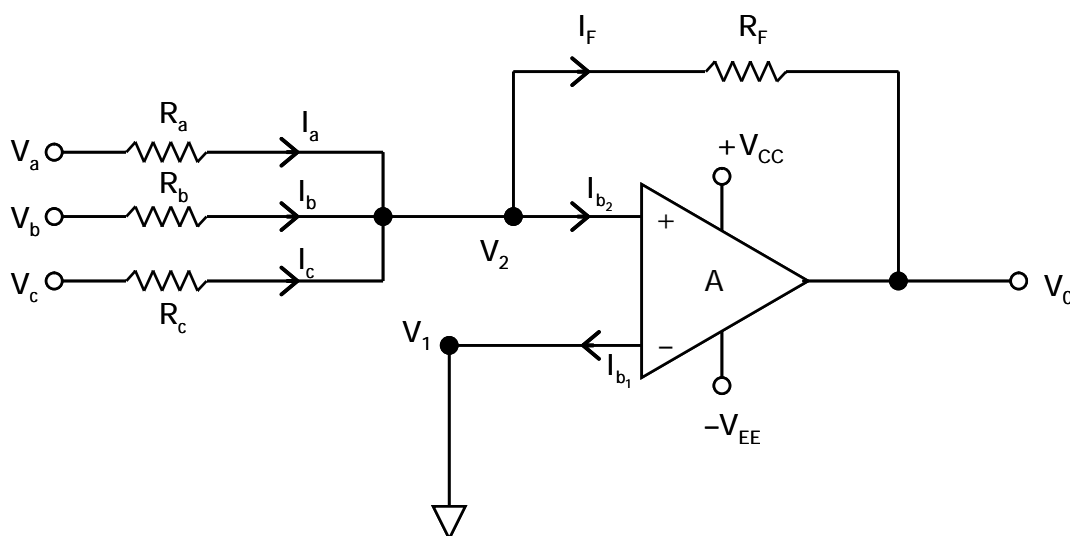 I_F
R_F
R_a
I_a
V_a
+V_CC
R_b
I_b
I_b₂
V_b
+
V_2
I_c
A
V_c
V_0
R_c
V_1
−
I_b₁
−V_EE